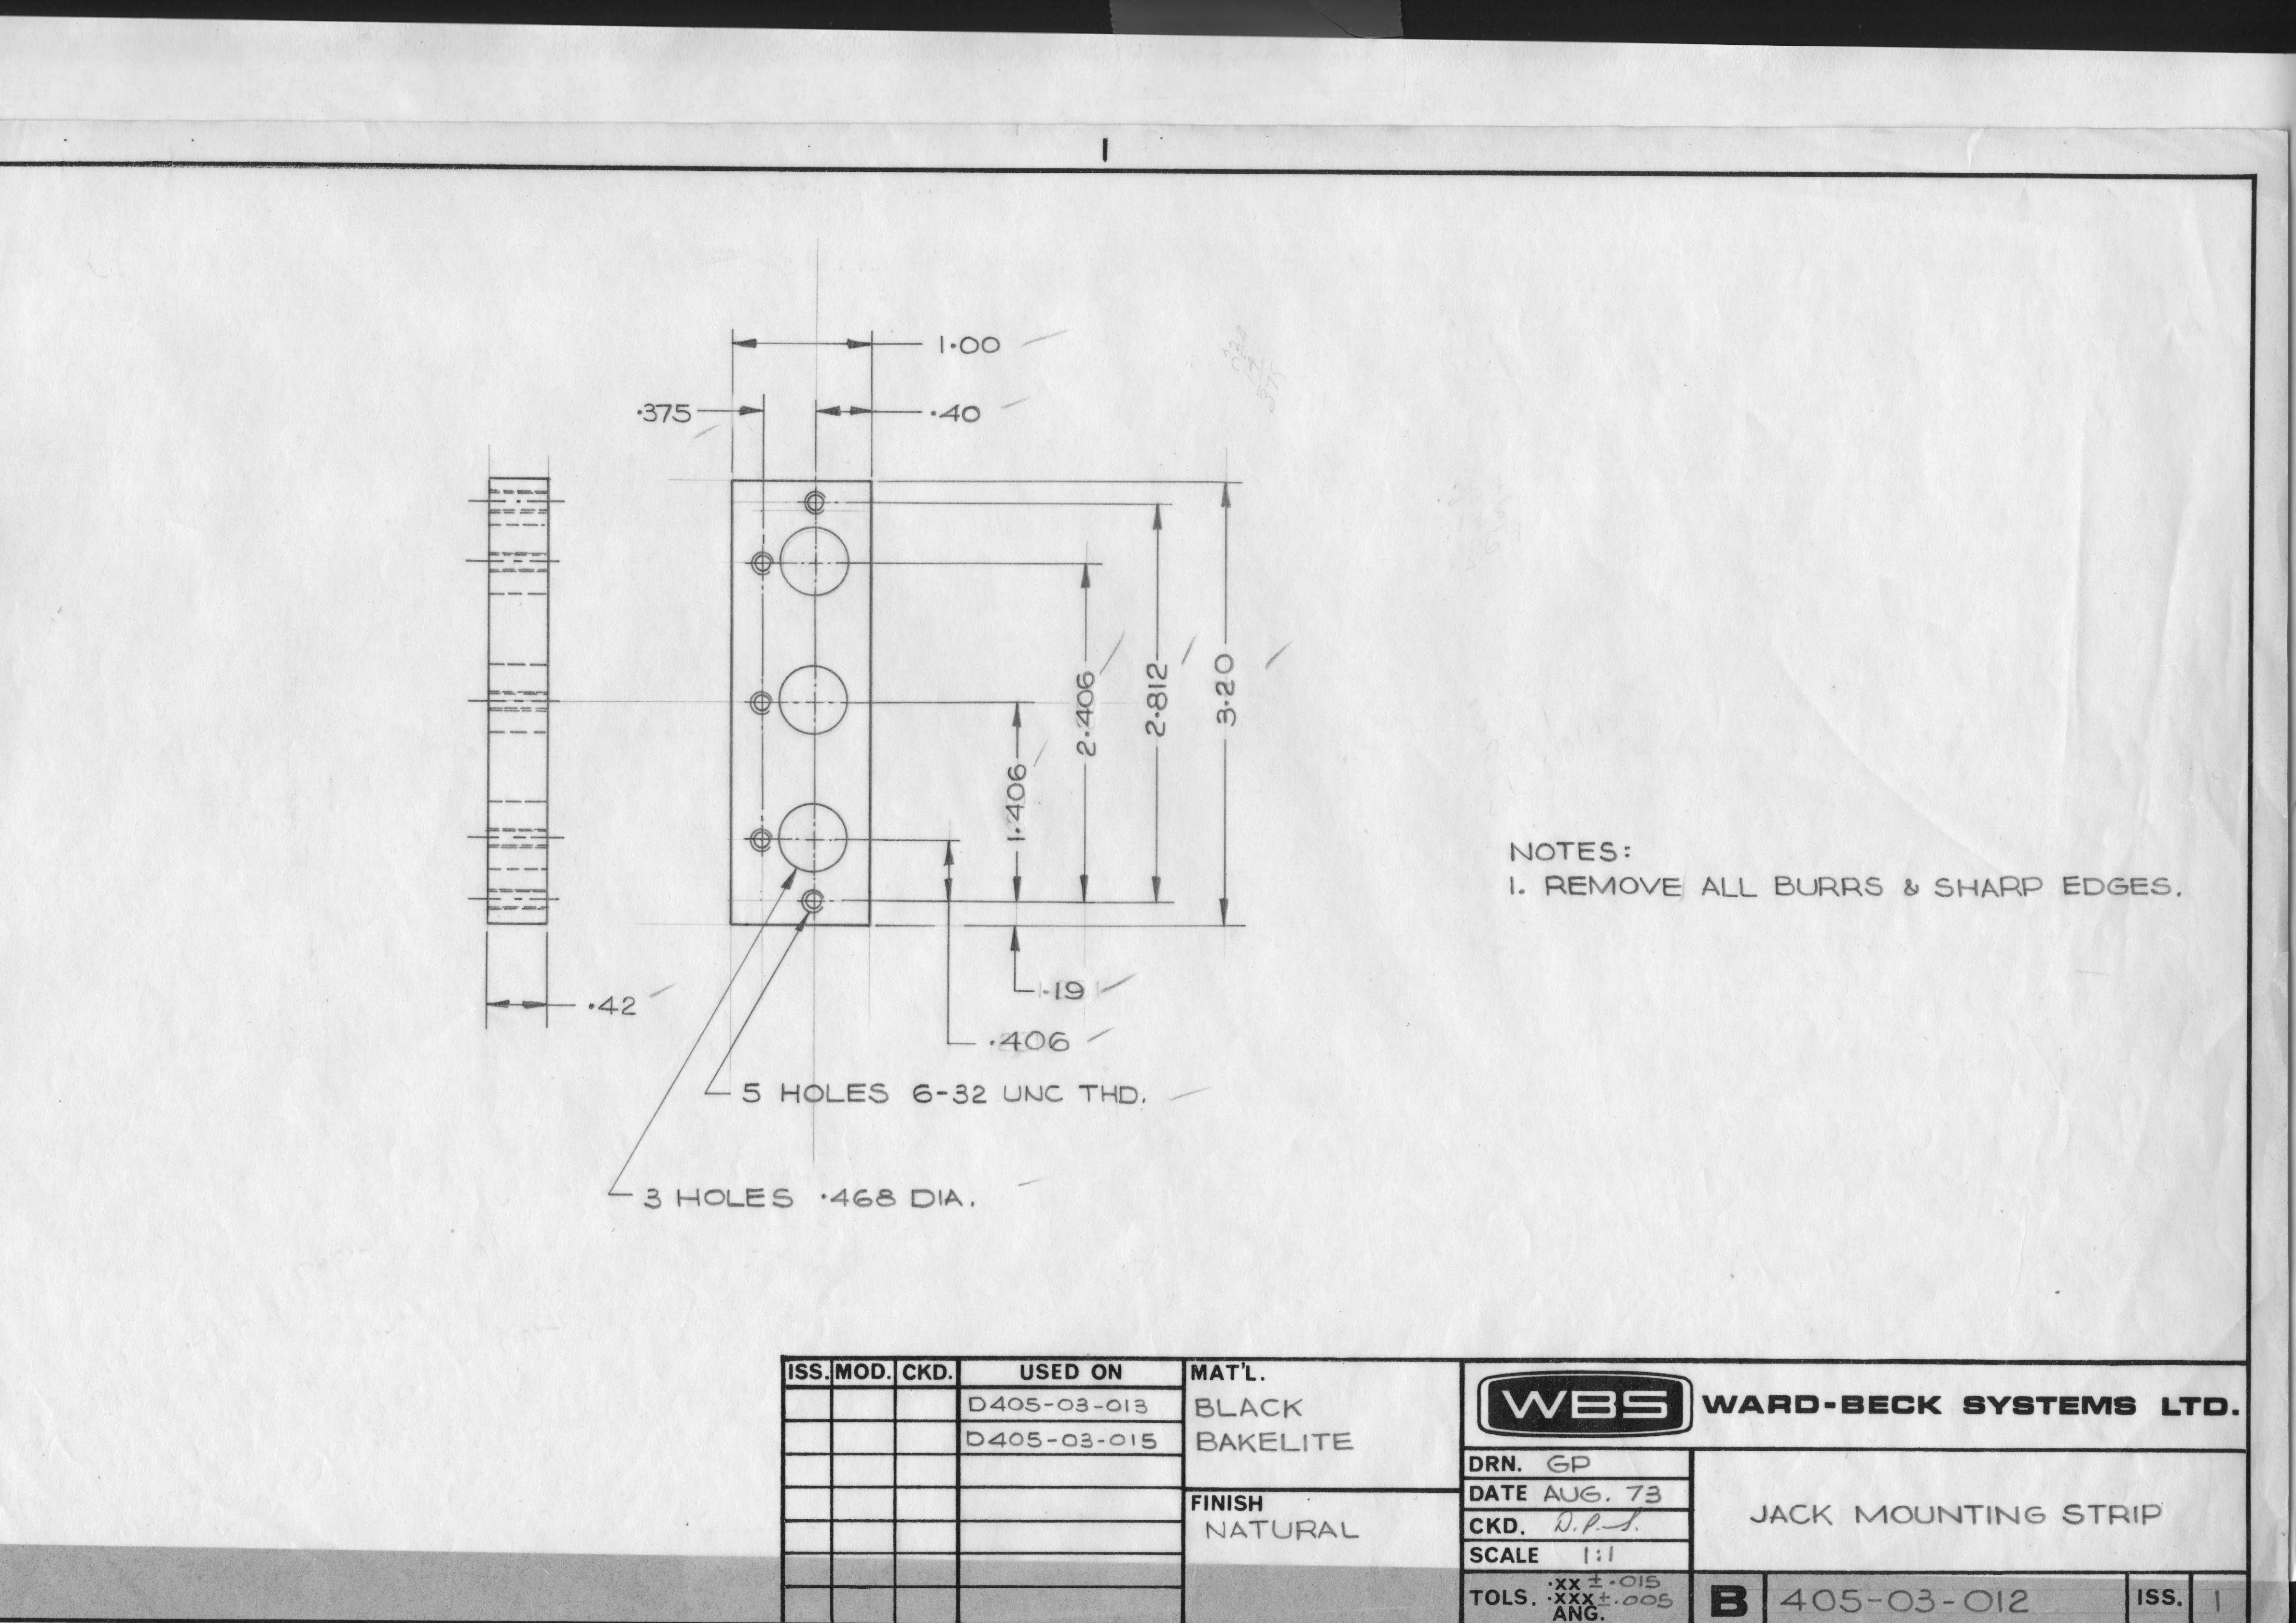 1
1.00
.375
.40
2.406
2.812
3.20
1.406
NOTES:
1. REMOVE ALL BURRS & SHARP EDGES.
.42
.19
.406
5 HOLES 6-32 UNC THD.
3 HOLES .468 DIA.
ISS. MOD. CKD. USED ON
D405-03-013
D405-03-015
MAT'L.
BLACK
BAKELITE
FINISH
NATURAL
WBS WARD-BECK SYSTEMS LTD.
DRN. GP
DATE AUG. 73
CKD. D.P.S.
SCALE 1:1
TOLS. .XX ±.015
.XXX ±.005
ANG.
JACK MOUNTING STRIP
B 405-03-012 ISS. 1